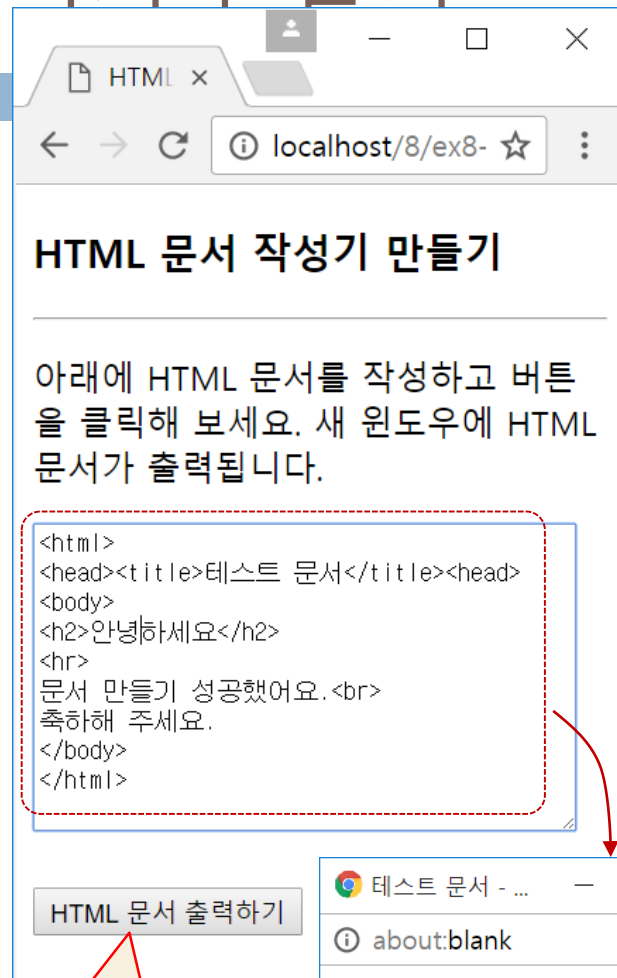 HTML
localhost/8/ex8-
HTML 문서 작성기 만들기
아래에 HTML 문서를 작성하고 버튼
을 클릭해 보세요. 새 윈도우에 HTML
문서가 출력됩니다.
<html>
<head><title>테스트 문서</title><head>
<body>
<h2>안녕하세요</h2>
<hr>
문서 만들기 성공했어요.<br>
축하해 주세요.
</body>
</html>
HTML 문서 출력하기
테스트 문서 - ...
about:blank